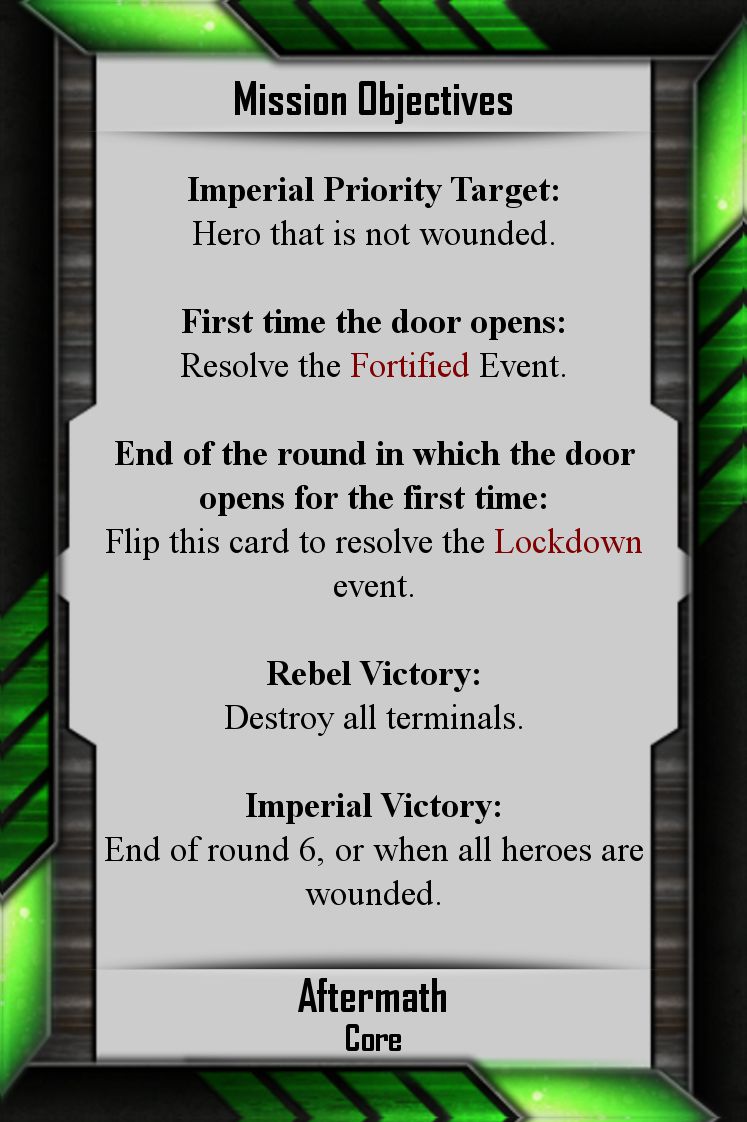 Mission Objectives
Imperial Priority Target:
Hero that is not wounded.
First time the door opens:
Resolve the Fortified Event.
End of the round in which the door
opens for the first time:
Flip this card to resolve the Lockdown
event.
Rebel Victory:
Destroy all terminals.
Imperial Victory:
End of round 6, or when all heroes are
wounded.
Aftermath
Core